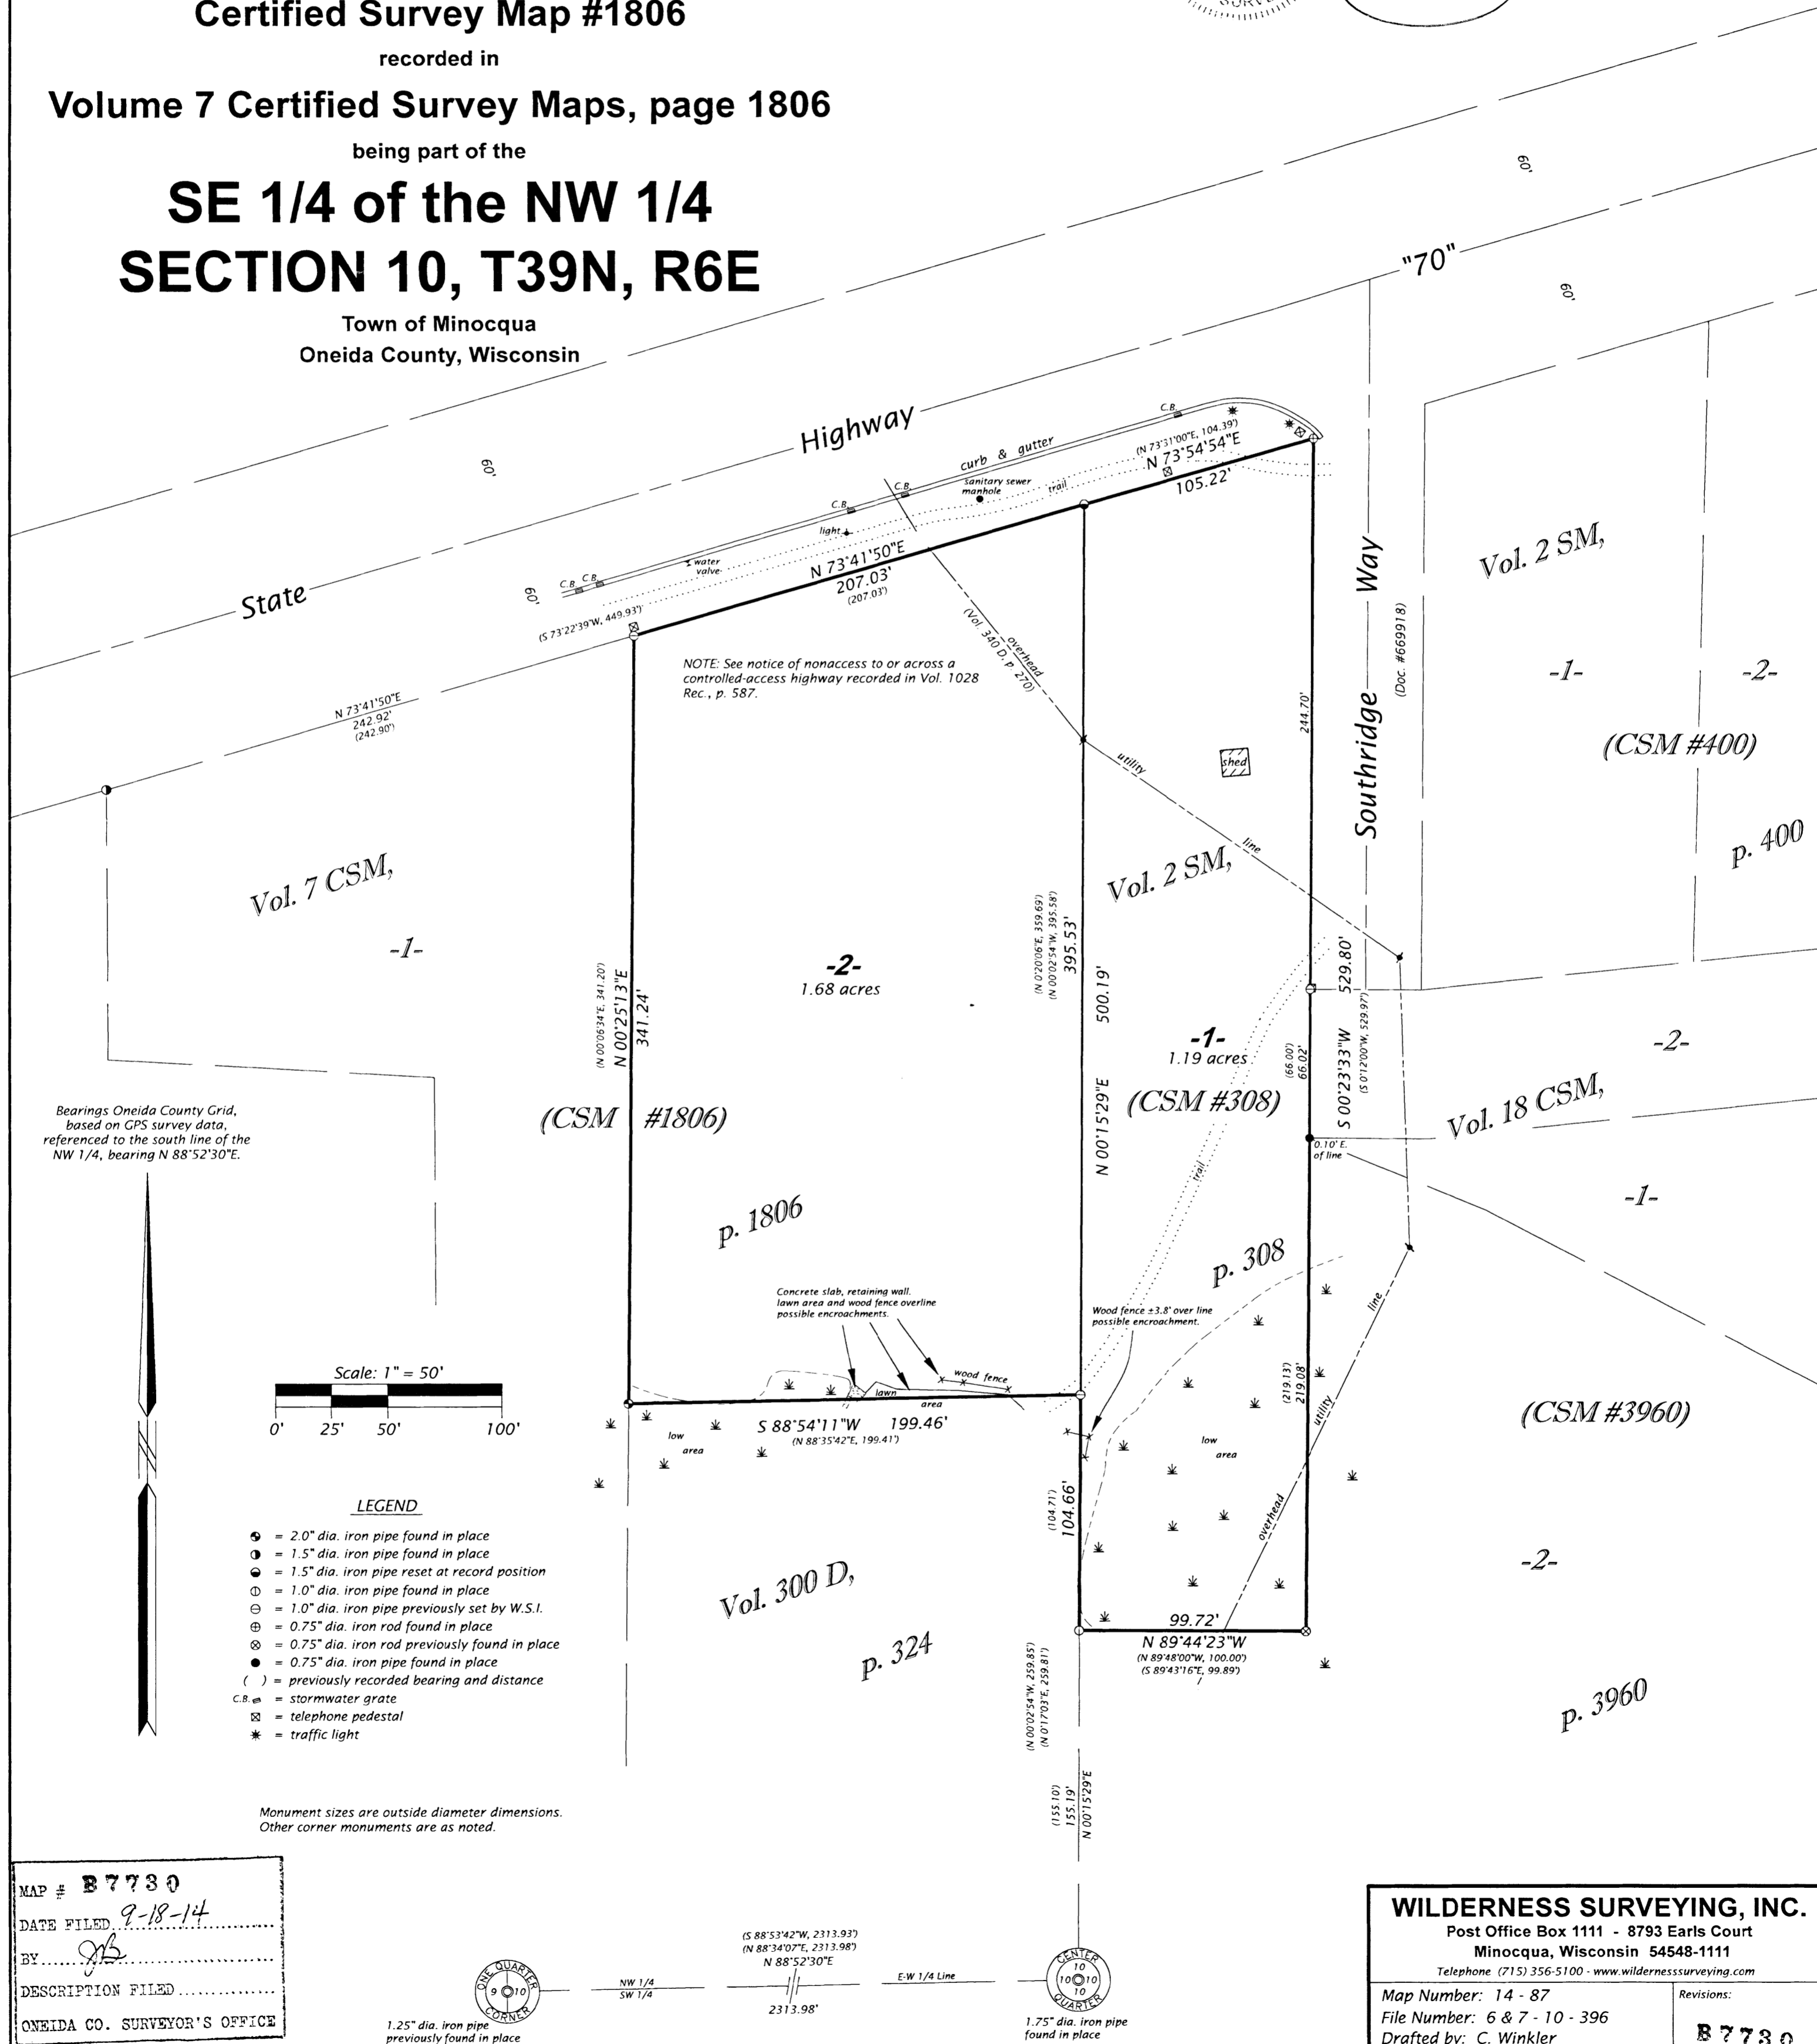 Certified Survey Map #1806
recorded in
Volume 7 Certified Survey Maps, page 1806
being part of the
SE 1/4 of the NW 1/4
SECTION 10, T39N, R6E
Town of Minocqua
Oneida County, Wisconsin
60'
60'
60'
60'
State
Highway
"70"
C.B.
C.B.
C.B.
C.B.
C.B.
curb & gutter
(N 73°31'00"E, 104.39')
N 73°54'54"E
105.22'
sanitary sewer
manhole
trail
light
water
valve
N 73°41'50"E
207.03'
(207.03')
(S 73°22'39"W, 449.93')
N 73°41'50"E
242.92'
(242.90')
NOTE: See notice of nonaccess to or across a
controlled-access highway recorded in Vol. 1028
Rec., p. 587.
overhead
(Vol. 340 D, p. 270)
utility
line
shed
244.70'
Southridge Way
(Doc. #669918)
Vol. 2 SM,
-1-
-2-
(CSM #400)
p. 400
Vol. 7 CSM,
-1-
Vol. 2 SM,
(N 00°06'34"E, 341.20')
N 00°25'13"E
341.24'
-2-
1.68 acres
(N 0°20'06"E, 359.69')
(N 00°02'54"W, 395.58')
395.53'
500.19'
N 00°15'29"E
-1-
1.19 acres
(66.00')
66.02'
529.80'
S 00°23'33"W
(S 0°12'00"W, 529.97')
-2-
Vol. 18 CSM,
0.10' E.
of line
-1-
(CSM #1806)
(CSM #308)
trail
p. 1806
p. 308
Bearings Oneida County Grid,
based on GPS survey data,
referenced to the south line of the
NW 1/4, bearing N 88°52'30"E.
Concrete slab, retaining wall.
lawn area and wood fence overline
possible encroachments.
Wood fence ±3.8' over line
possible encroachment.
wood fence
lawn
area
S 88°54'11"W 199.46'
(N 88°35'42"E, 199.41')
low
area
low
area
(219.13')
219.08'
line
utility
overhead
(CSM #3960)
-2-
p. 3960
Scale: 1" = 50'
0' 25' 50' 100'
(104.71')
104.66'
99.72'
N 89°44'23"W
(N 89°48'00"W, 100.00')
(S 89°43'16"E, 99.89')
Vol. 300 D,
p. 324
(N 00°02'54"W, 259.85')
(N 0°17'03"E, 259.81')
(155.10')
155.19'
N 00°15'29"E
LEGEND
= 2.0" dia. iron pipe found in place
= 1.5" dia. iron pipe found in place
= 1.5" dia. iron pipe reset at record position
= 1.0" dia. iron pipe found in place
= 1.0" dia. iron pipe previously set by W.S.I.
= 0.75" dia. iron rod found in place
= 0.75" dia. iron rod previously found in place
= 0.75" dia. iron pipe found in place
( ) = previously recorded bearing and distance
C.B. = stormwater grate
= telephone pedestal
= traffic light
Monument sizes are outside diameter dimensions.
Other corner monuments are as noted.
MAP # B7730
DATE FILED 9-18-14
BY JB
DESCRIPTION FILED
ONEIDA CO. SURVEYOR'S OFFICE
ONE QUARTER
9 10
CORNER
1.25" dia. iron pipe
previously found in place
NW 1/4
SW 1/4
(S 88°53'42"W, 2313.93')
(N 88°34'07"E, 2313.98')
N 88°52'30"E
2313.98'
E-W 1/4 Line
CENTER
10
10 10
10
QUARTER
1.75" dia. iron pipe
found in place
WILDERNESS SURVEYING, INC.
Post Office Box 1111 - 8793 Earls Court
Minocqua, Wisconsin 54548-1111
Telephone (715) 356-5100 - www.wildernesssurveying.com
Map Number: 14 - 87
File Number: 6 & 7 - 10 - 396
Drafted by: C. Winkler
Revisions:
B7730